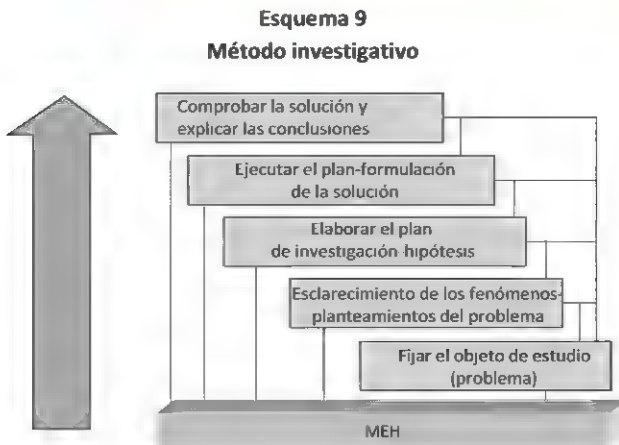 Esquema 9
Método investigativo
Comprobar la solución y
explicar las conclusiones
Ejecutar el plan-formulación
de la solución
Elaborar el plan
de investigación-hipótesis
Esclarecimiento de los fenómenos-
planteamientos del problema
Fijar el objeto de estudio
(problema)
MEH